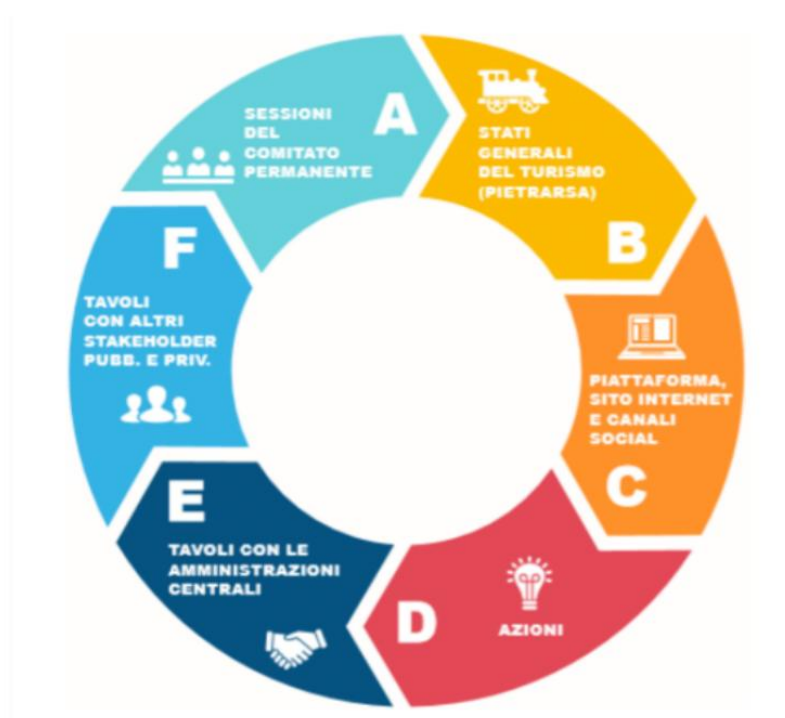 A
SESSIONI
DEL
COMITATO
PERMANENTE
STATI
GENERALI
DEL TURISMO
(PIETRARSA)
B
PIATTAFORMA,
SITO INTERNET
E CANALI
SOCIAL
C
D
AZIONI
E
TAVOLI CON LE
AMMINISTRAZIONI
CENTRALI
F
TAVOLI
CON ALTRI
STAKEHOLDER
PUBB. E PRIV.